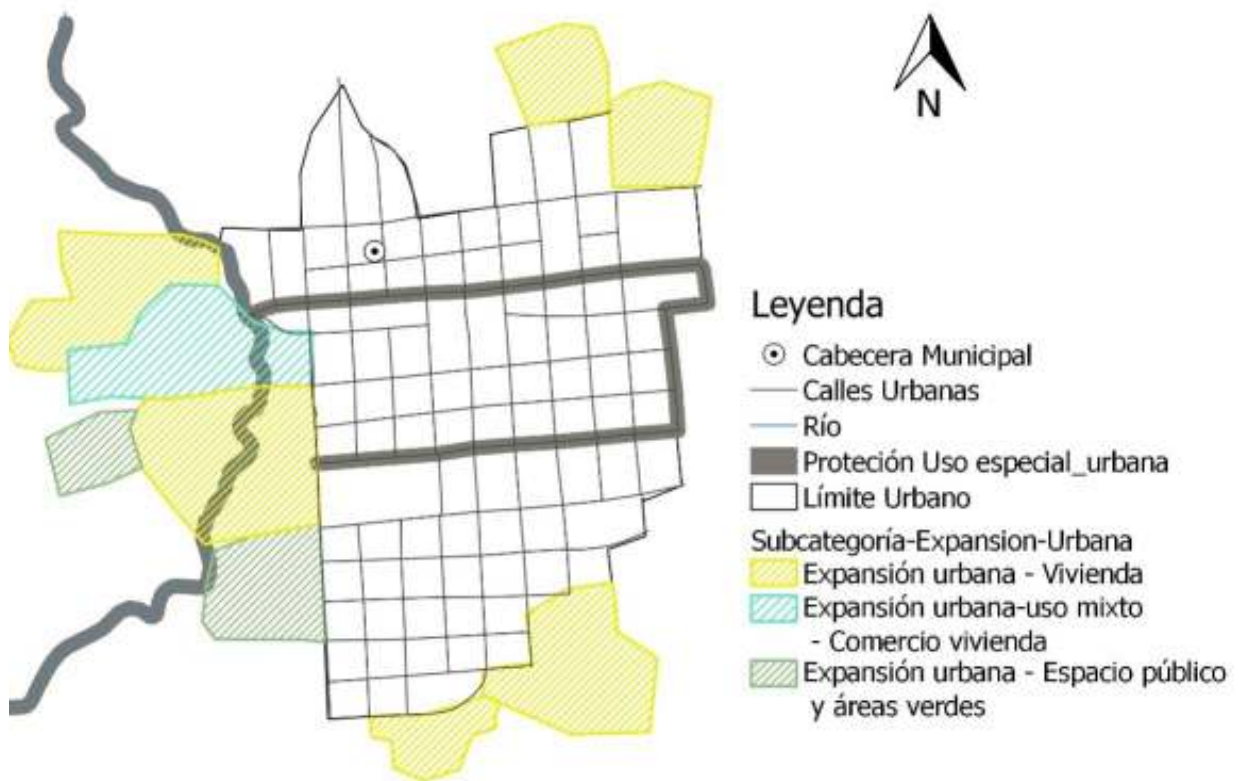 N
Leyenda
Cabecera Municipal
Calles Urbanas
Río
Proteción Uso especial_urbana
Límite Urbano
Subcategoría-Expansion-Urbana
Expansión urbana - Vivienda
Expansión urbana-uso mixto
- Comercio vivienda
Expansión urbana - Espacio público
y áreas verdes